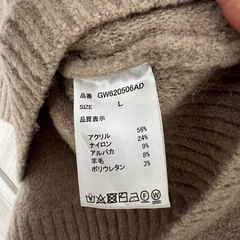 品番 GW620506AD
SIZE L
品質表示
アクリル 56%
ナイロン 24%
アルパカ 9%
羊毛 8%
ポリウレタン 3%